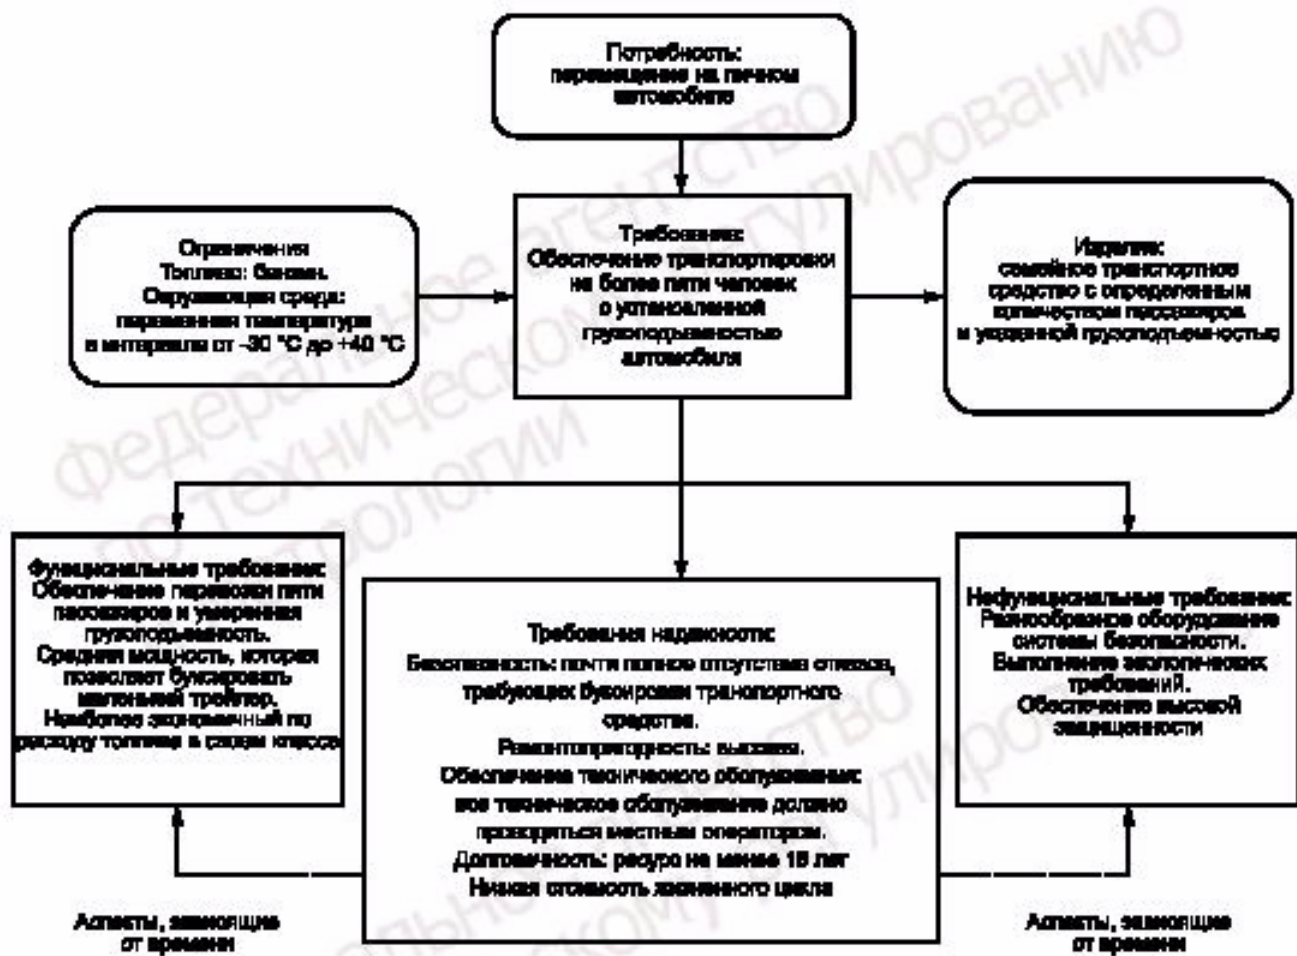 Потребность:
перемещение на личном
автомобиле
Ограничения
Топливо: бензин.
Окружающая среда:
переменная температура
в интервале от -30 °С до +40 °С
Требования:
Обеспечение транспортировки
не более пяти человек
с установленной
грузоподъемностью
автомобиля
Изделие:
семейное транспортное
средство с определенным
количеством пассажиров
и указанной грузоподъемностью
Функциональные требования:
Обеспечение перевозки пяти
пассажиров и умеренная
грузоподъемность.
Средняя мощность, которая
позволяет буксировать
маленький трейлер.
Наиболее экономичный по
расходу топлива в своем классе
Требования надежности:
Безотказность: почти полное отсутствие отказов,
требующих буксировки транспортного
средства.
Ремонтопригодность: высокая.
Обеспечение технического обслуживания:
все техническое обслуживание должно
проводиться местным оператором.
Долговечность: ресурс не менее лет
Низкая стоимость жизненного цикла
Нефункциональные требования:
Разнообразное оборудование
системы безопасности.
Выполнение экологических
требований.
Обеспечение высокой
защищенности
Аспекты, зависящие
от времени
Аспекты, зависящие
от времени
Федеральное агентство
по техническому регулированию